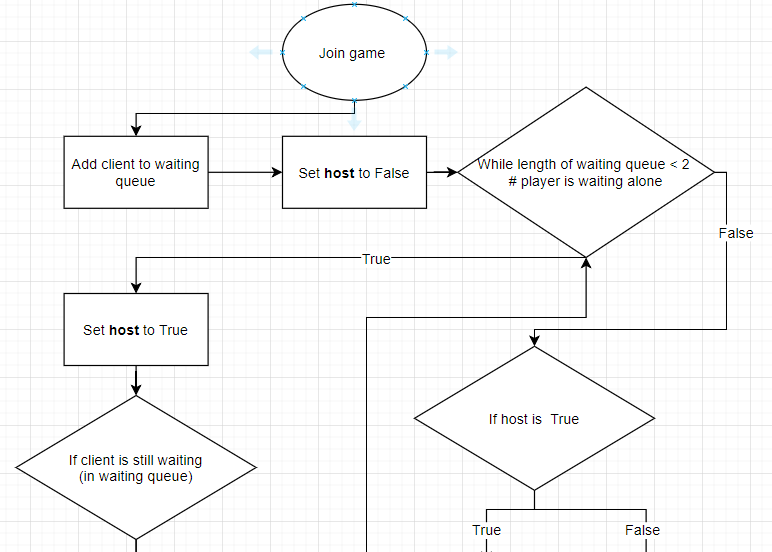 Join game
Add client to waiting
queue
Set host to False
While length of waiting queue < 2
# player is waiting alone
False
True
Set host to True
If host is  True
If client is still waiting
(in waiting queue)
True
False